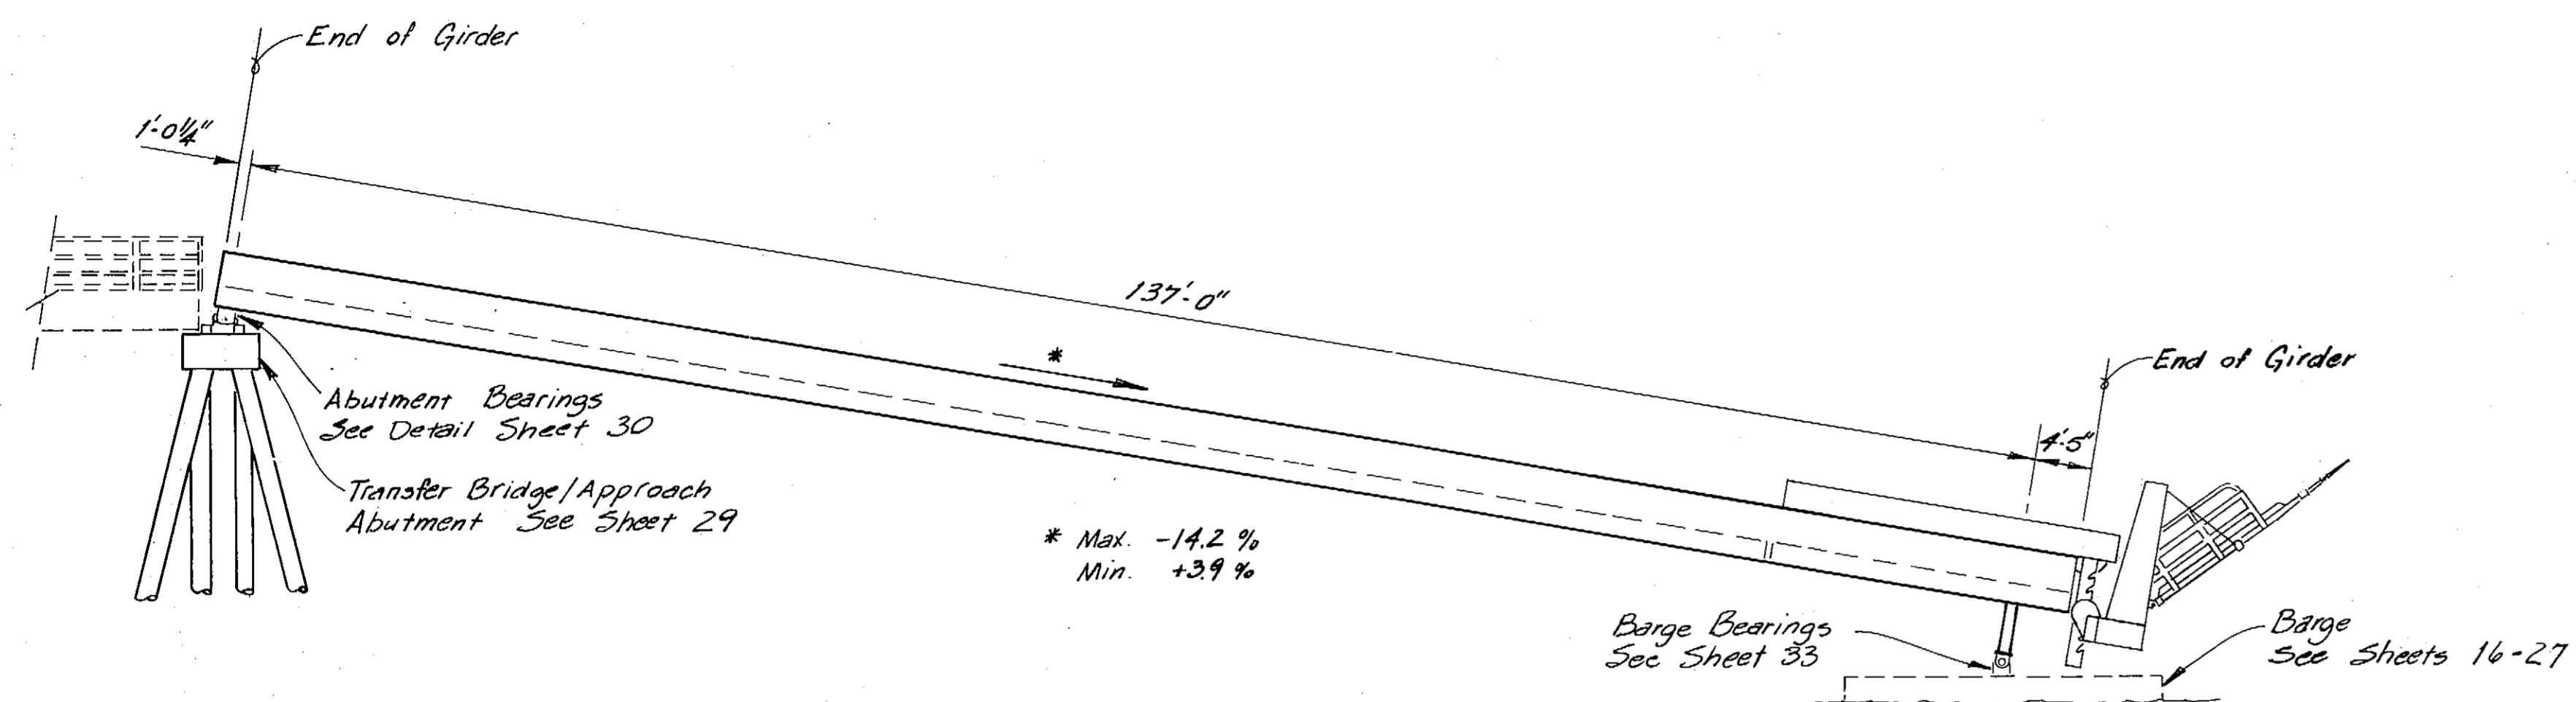 End of Girder
1'-0¼"
137'-0"
*
End of Girder
4'-5"
Abutment Bearings
See Detail Sheet 30
Transfer Bridge/Approach
Abutment See Sheet 29
* Max. -14.2 %
Min. +3.9 %
Barge Bearings
See Sheet 33
Barge
See Sheets 16-27